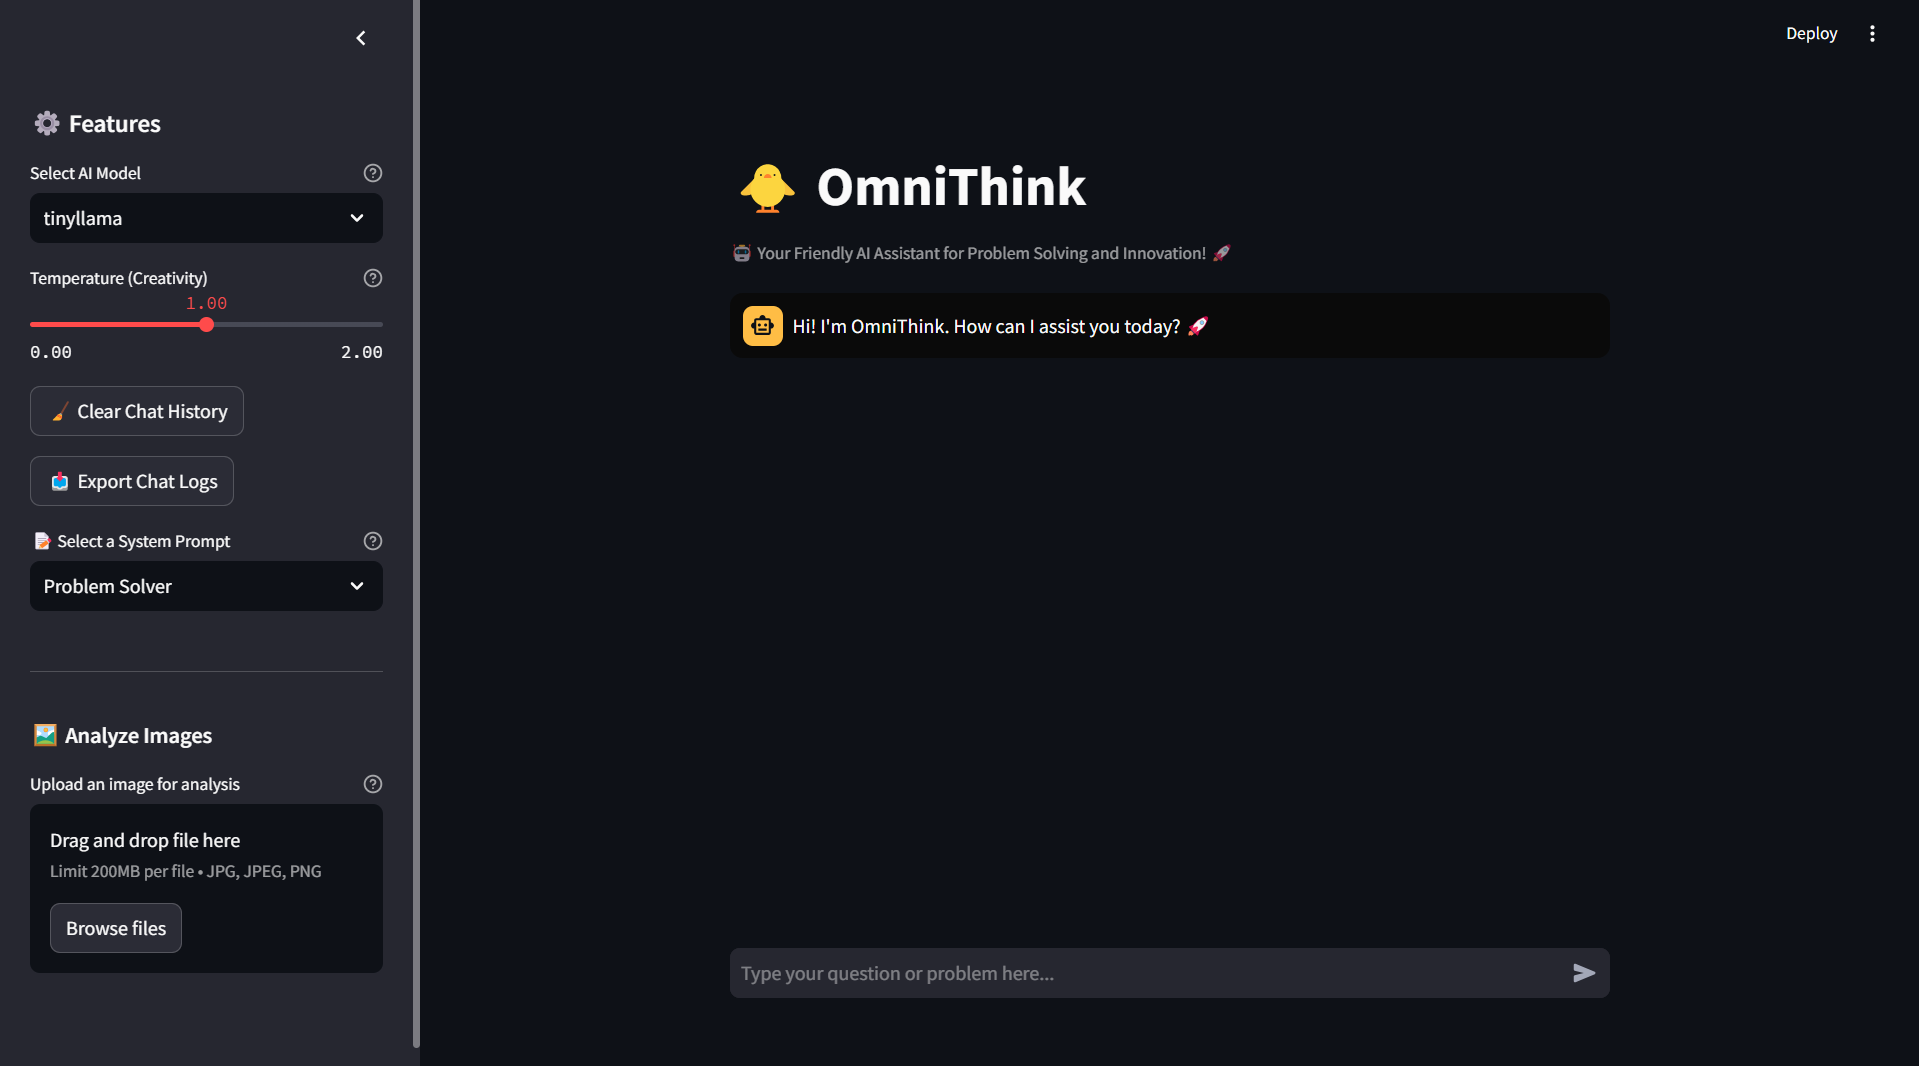 Deploy
Features
Select AI Model
tinyllama
Temperature (Creativity)
1.00
0.00 2.00
Clear Chat History
Export Chat Logs
Select a System Prompt
Problem Solver
Analyze Images
Upload an image for analysis
Drag and drop file here
Limit 200MB per file • JPG, JPEG, PNG
Browse files
OmniThink
Your Friendly AI Assistant for Problem Solving and Innovation!
Hi! I'm OmniThink. How can I assist you today?
Type your question or problem here...